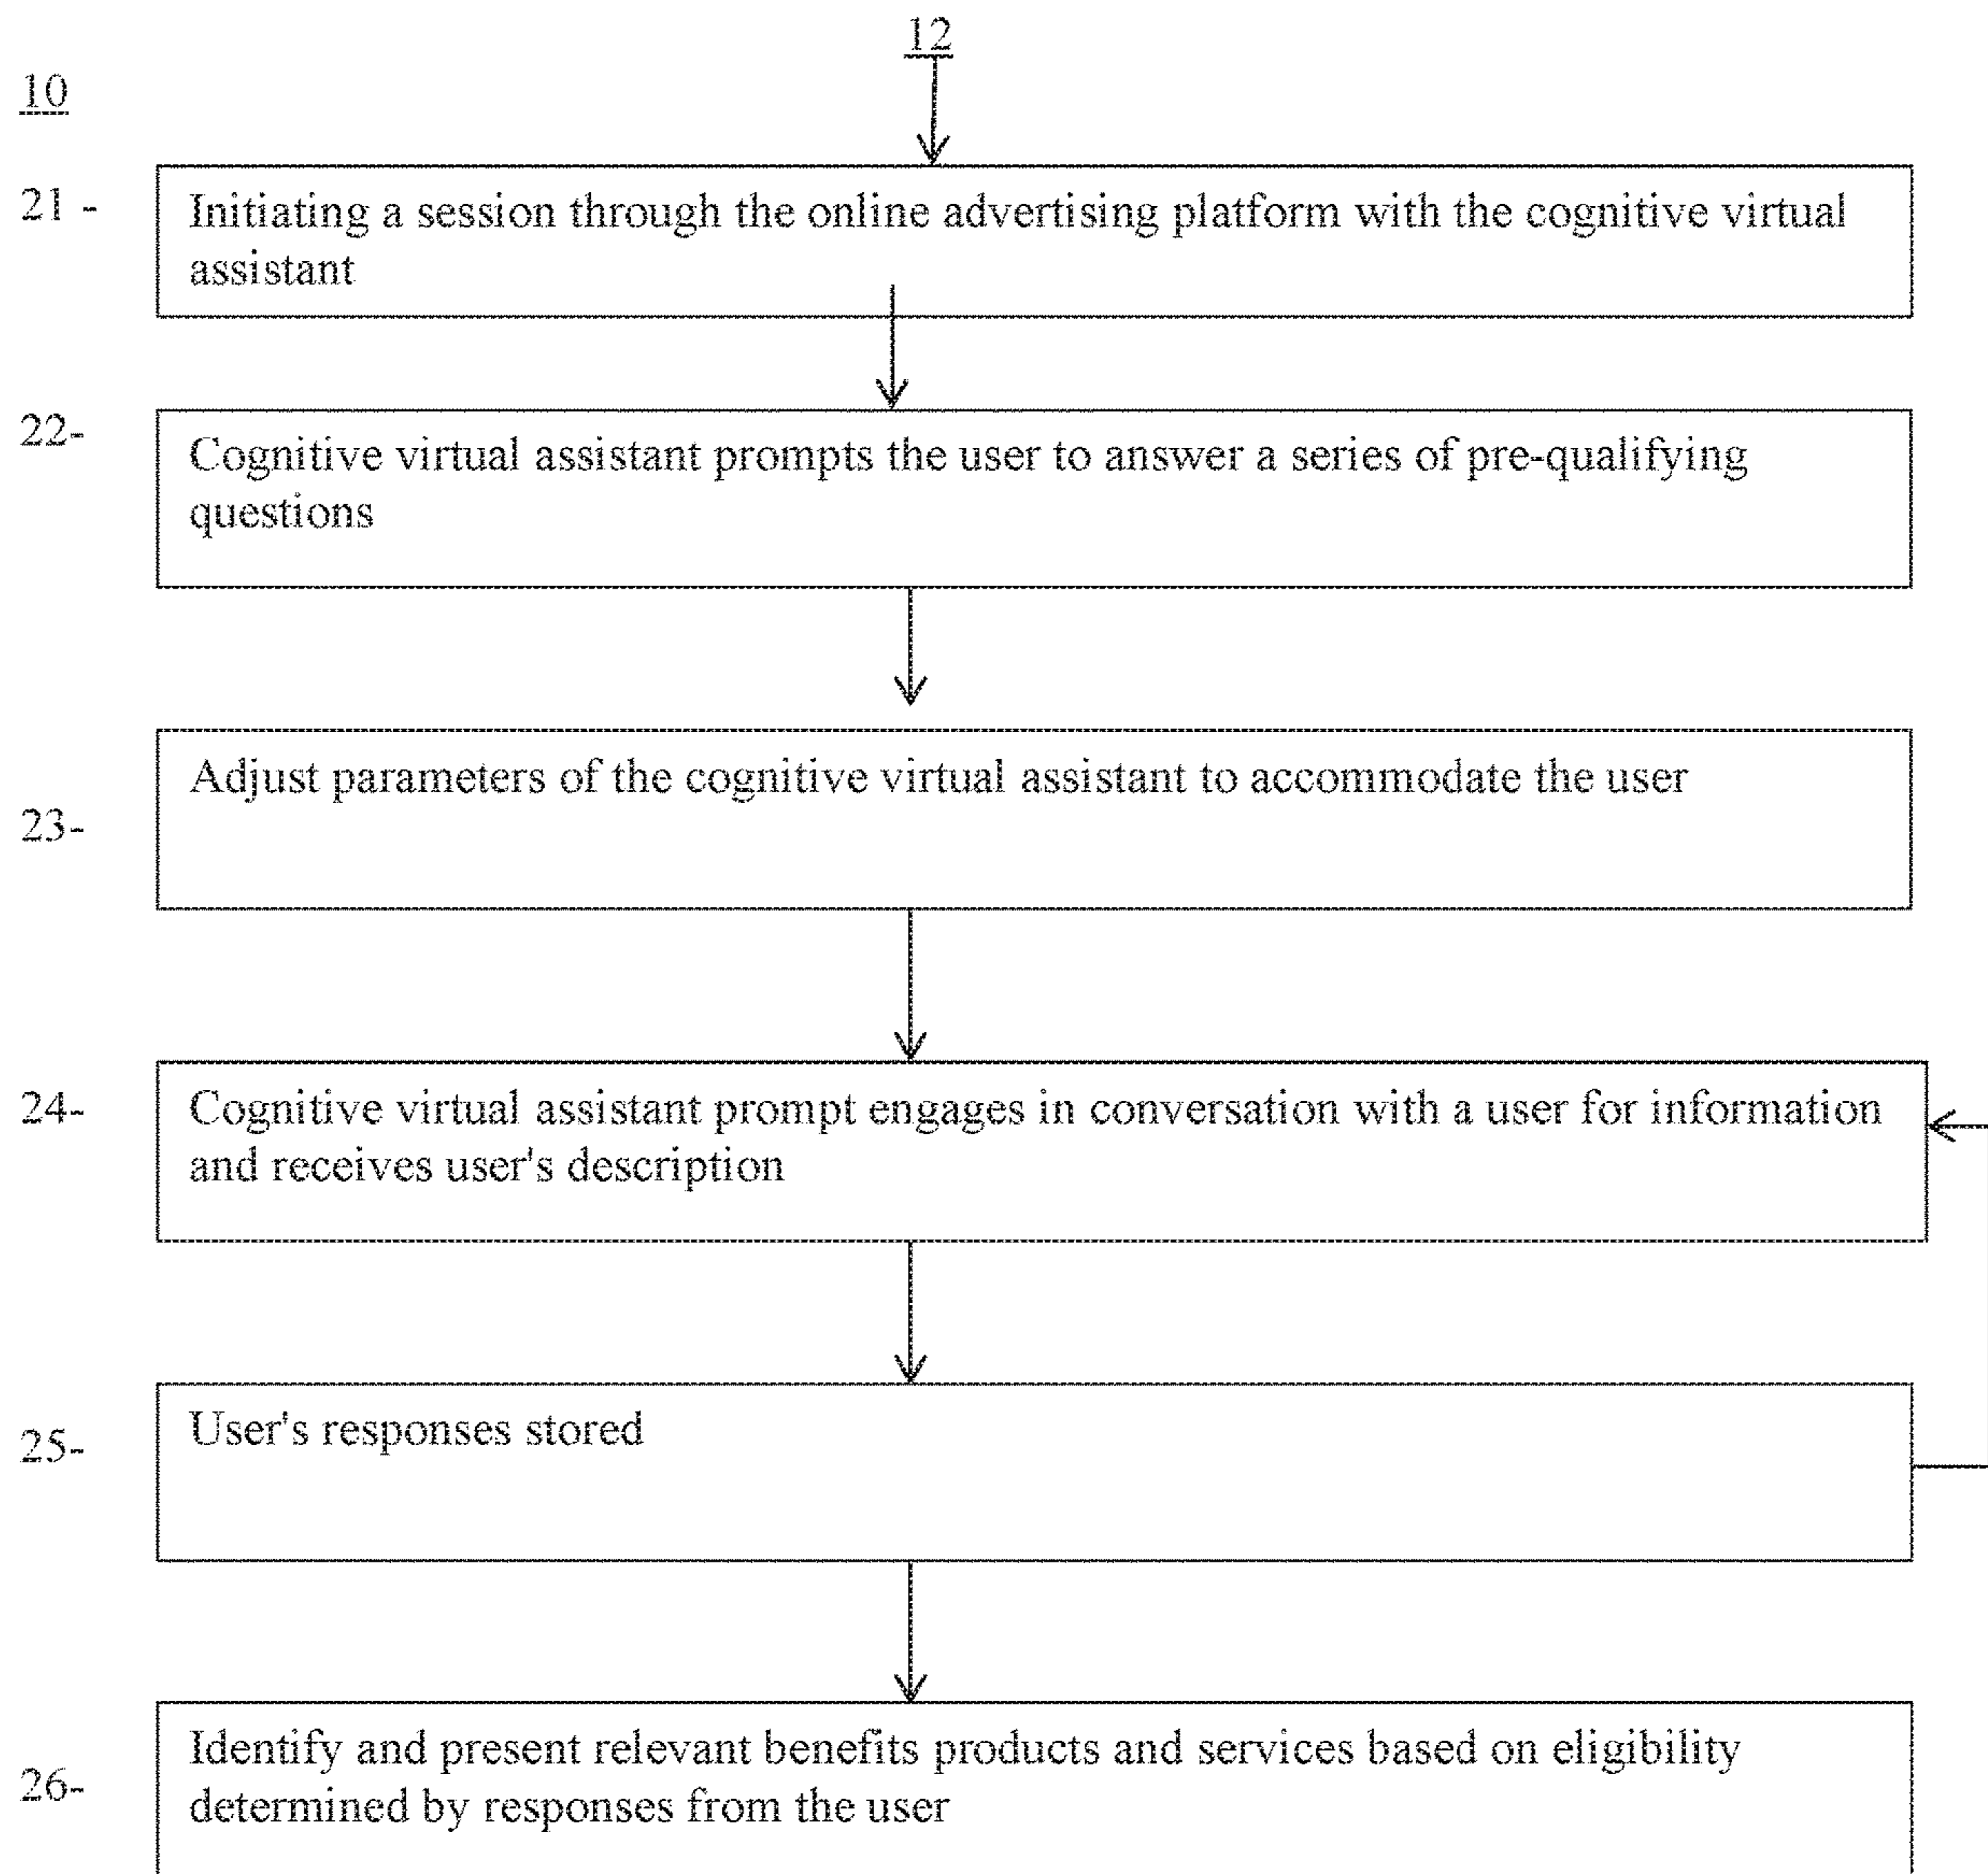 12
10
21 -
Initiating a session through the online advertising platform with the cognitive virtual
assistant
22-
Cognitive virtual assistant prompts the user to answer a series of pre-qualifying
questions
Adjust parameters of the cognitive virtual assistant to accommodate the user
23-
24-
Cognitive virtual assistant prompt engages in conversation with a user for information
and receives user's description
User's responses stored
25-
Identify and present relevant benefits products and services based on eligibility
26-
determined by responses from the user